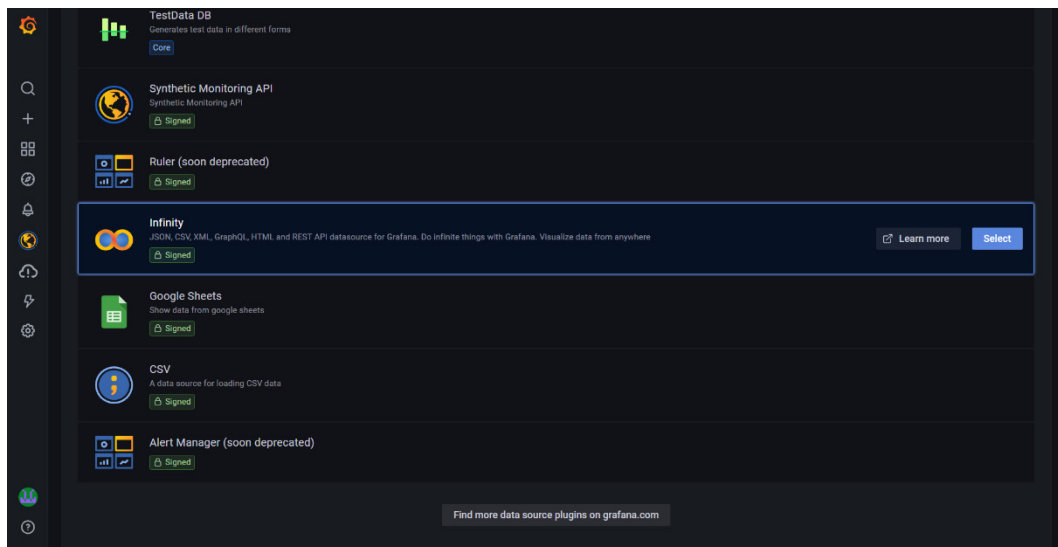 TestData DB
Generates test data in different forms
Core
Synthetic Monitoring API
Synthetic Monitoring API
Signed
Ruler (soon deprecated)
Signed
Infinity
JSON, CSV, XML, GraphQL, HTML and REST API datasource for Grafana. Do infinite things with Grafana. Visualize data from anywhere
Learn more
Select
Signed
Google Sheets
Show data from google sheets
Signed
CSV
A data source for loading CSV data
Signed
Alert Manager (soon deprecated)
Signed
Find more data source plugins on grafana.com